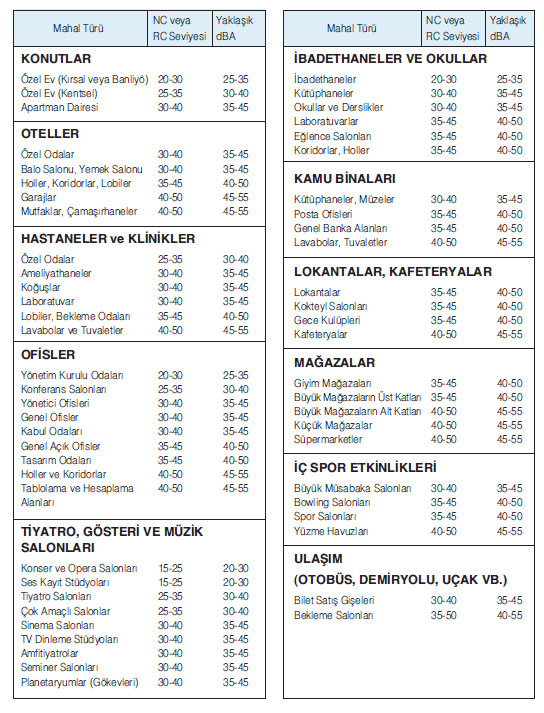 Mahal Türü NC veya RC Seviyesi Yaklaşık dBA
KONUTLAR
Özel Ev (Kırsal veya Banliyö) 20-30 25-35
Özel Ev (Kentsel) 25-35 30-40
Apartman Dairesi 30-40 35-45
OTELLER
Özel Odalar 30-40 35-45
Balo Salonu, Yemek Salonu 30-40 35-45
Holler, Koridorlar, Lobiler 35-45 40-50
Garajlar 40-50 45-55
Mutfaklar, Çamaşırhaneler 40-50 45-55
HASTANELER ve KLİNİKLER
Özel Odalar 25-35 30-40
Ameliyathaneler 30-40 35-45
Koğuşlar 30-40 35-45
Laboratuvar 30-40 35-45
Lobiler, Bekleme Odaları 35-45 40-50
Lavabolar ve Tuvaletler 40-50 45-55
OFİSLER
Yönetim Kurulu Odaları 20-30 25-35
Konferans Salonları 25-35 30-40
Yönetici Ofisleri 30-40 35-45
Genel Ofisler 30-40 35-45
Kabul Odaları 30-40 35-45
Genel Açık Ofisler 35-45 40-50
Tasarım Odaları 35-45 40-50
Holler ve Koridorlar 40-50 45-55
Tablolama ve Hesaplama 40-50 45-55
Alanları
TİYATRO, GÖSTERİ VE MÜZİK
SALONLARI
Konser ve Opera Salonları 15-25 20-30
Ses Kayıt Stüdyoları 15-25 20-30
Tiyatro Salonları 25-35 30-40
Çok Amaçlı Salonlar 25-35 30-40
Sinema Salonları 30-40 35-45
TV Dinleme Stüdyoları 30-40 35-45
Amfitiyatrolar 30-40 35-45
Seminer Salonları 30-40 35-45
Planetaryumlar (Gökevleri) 30-40 35-45
Mahal Türü NC veya RC Seviyesi Yaklaşık dBA
İBADETHANELER VE OKULLAR
İbadethaneler 20-30 25-35
Kütüphaneler 30-40 35-45
Okullar ve Derslikler 30-40 35-45
Laboratuvarlar 35-45 40-50
Eğlence Salonları 35-45 40-50
Koridorlar, Holler 35-45 40-50
KAMU BİNALARI
Kütüphaneler, Müzeler 30-40 35-45
Posta Ofisleri 35-45 40-50
Genel Banka Alanları 35-45 40-50
Lavabolar, Tuvaletler 40-50 45-55
LOKANTALAR, KAFETERYALAR
Lokantalar 35-45 40-50
Kokteyl Salonları 35-45 40-50
Gece Kulüpleri 35-45 40-50
Kafeteryalar 40-50 45-55
MAĞAZALAR
Giyim Mağazaları 35-45 40-50
Büyük Mağazaların Üst Katları 35-45 40-50
Büyük Mağazaların Alt Katları 40-50 45-55
Küçük Mağazalar 40-50 45-55
Süpermarketler 40-50 45-55
İÇ SPOR ETKİNLİKLERİ
Büyük Müsabaka Salonları 30-40 35-45
Bowling Salonları 35-45 40-50
Spor Salonları 35-45 40-50
Yüzme Havuzları 40-50 45-55
ULAŞIM
(OTOBÜS, DEMİRYOLU, UÇAK VB.)
Bilet Satış Gişeleri 30-40 35-45
Bekleme Salonları 35-50 40-55